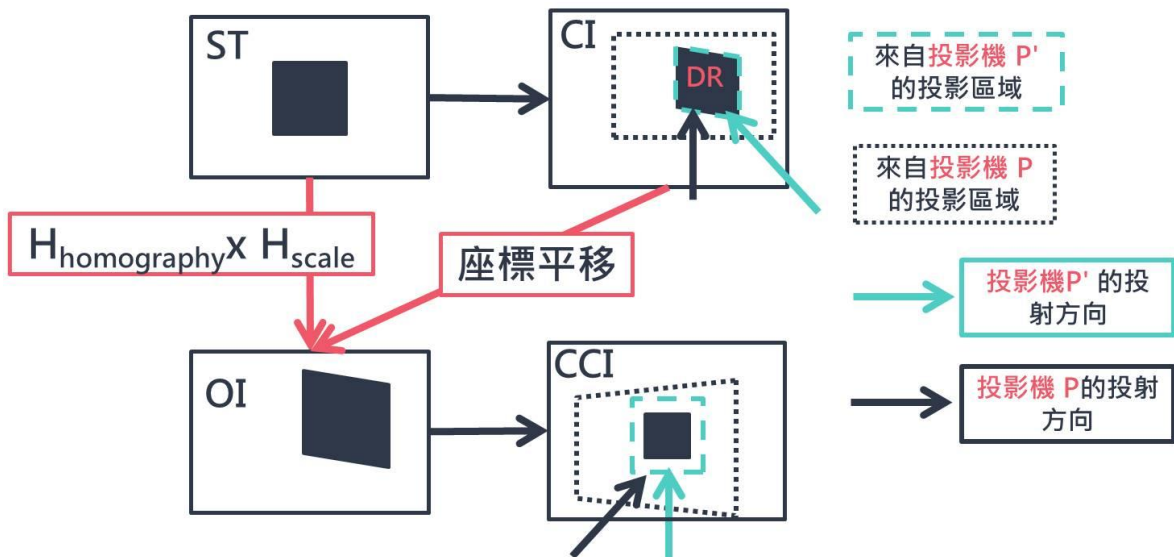 ST
CI
DR
來自投影機 P'
的投影區域
來自投影機 P
的投影區域
H_homography x H_scale
座標平移
投影機P' 的投
射方向
OI
CCI
投影機 P的投射
方向